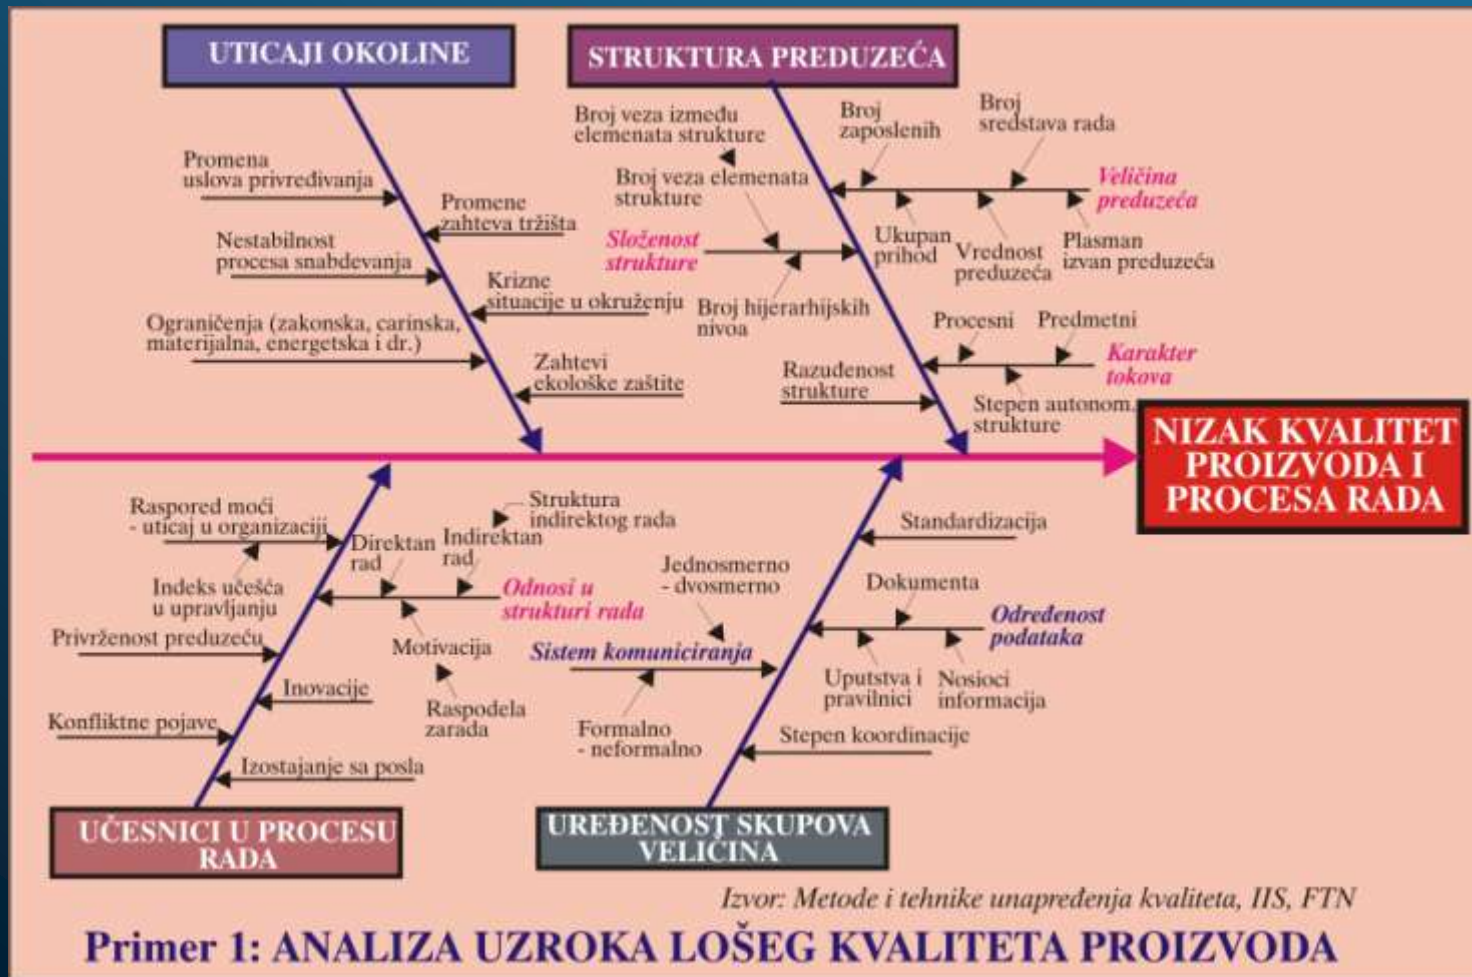 UTICAJI OKOLINE
STRUKTURA PREDUZEĆA
Promena
uslova privređivanja
Promene
zahteva tržišta
Nestabilnost
procesa snabdevanja
Krizne
situacije u okruženju
Ograničenja (zakonska, carinska,
materijalna, energetska i dr.)
Zahtevi
ekološke zaštite
Broj veza između
elemenata strukture
Broj veza elemenata
strukture
Složenost
strukture
Broj hijerarhijskih
nivoa
Broj
zaposlenih
Broj
sredstava rada
Veličina
preduzeća
Ukupan
prihod
Vrednost
preduzeća
Plasman
izvan preduzeća
Procesni
Predmetni
Karakter
tokova
Stepen autonom.
strukture
Razuđenost
strukture
NIZAK KVALITET
PROIZVODA I
PROCESA RADA
Raspored moći
- uticaj u organizaciji
Indeks učešća
u upravljanju
Direktan
rad
Indirektan
rad
Struktura
indirektog rada
Odnosi u
strukturi rada
Motivacija
Raspodela
zarada
Privrženost preduzeću
Inovacije
Konfliktne pojave
Izostajanje sa posla
Standardizacija
Jednosmerno
- dvosmerno
Sistem komuniciranja
Formalno
- neformalno
Dokumenta
Određenost
podataka
Uputstva i
pravilnici
Nosioci
informacija
Stepen koordinacije
UČESNICI U PROCESU
RADA
UREĐENOST SKUPOVA
VELIČINA
Izvor: Metode i tehnike unapređenja kvaliteta, IIS, FTN
Primer 1: ANALIZA UZROKA LOŠEG KVALITETA PROIZVODA